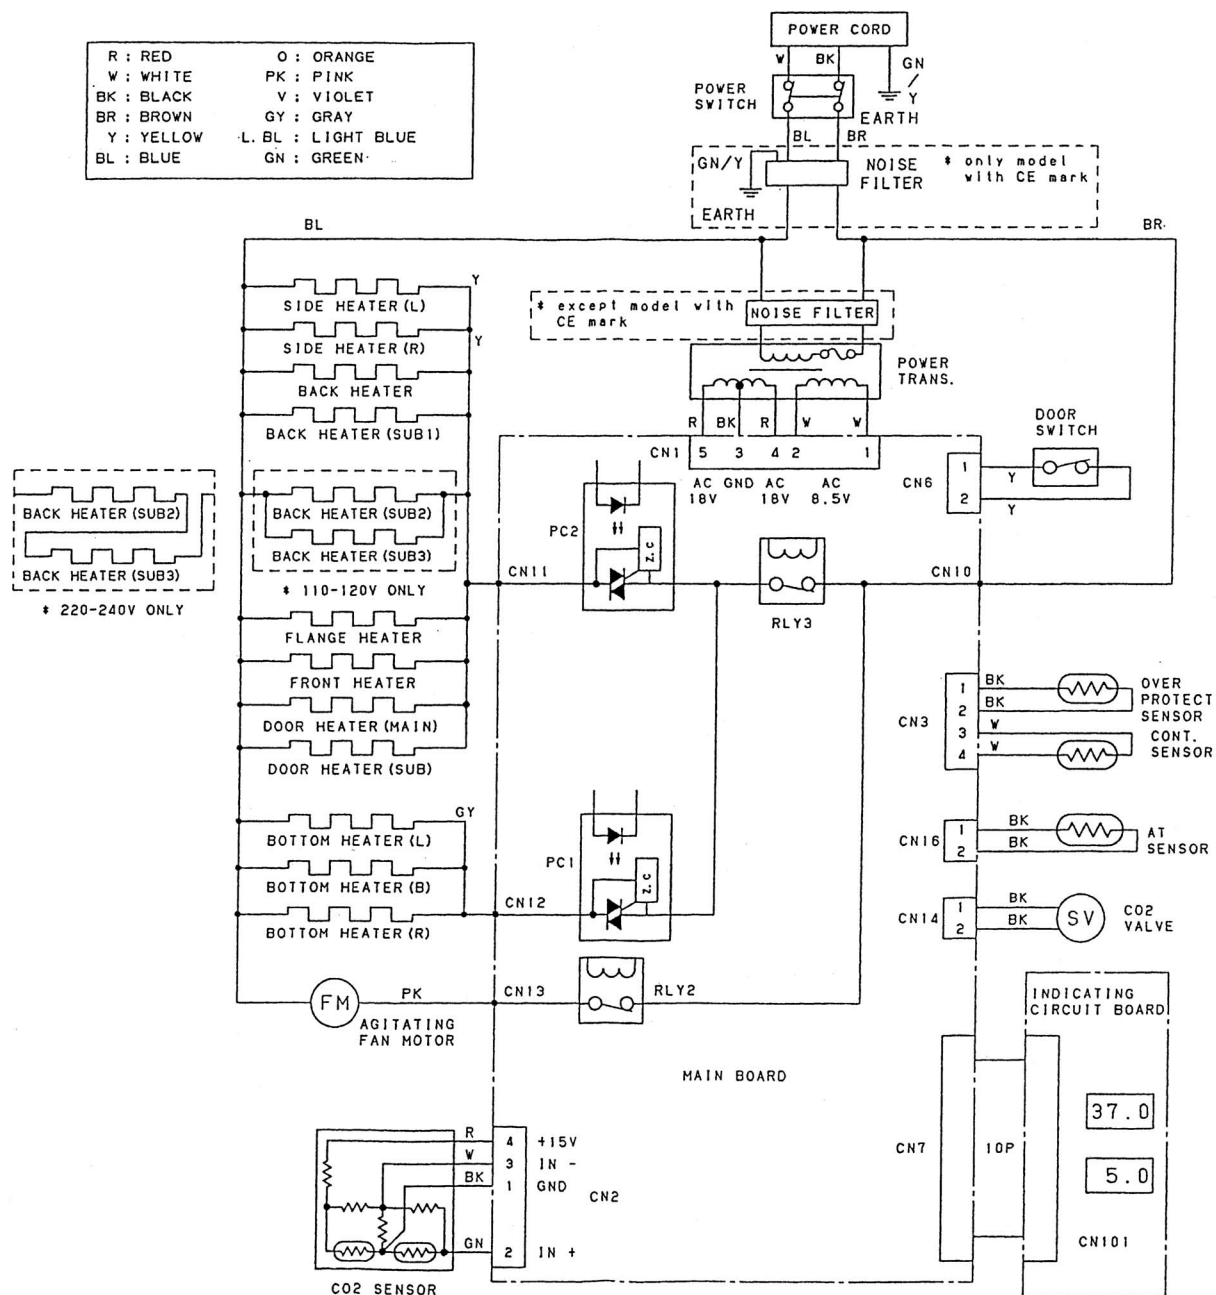 POWER CORD
R : RED O : ORANGE
W : WHITE PK : PINK
BK : BLACK V : VIOLET
BR : BROWN GY : GRAY
Y : YELLOW L. BL : LIGHT BLUE
BL : BLUE GN : GREEN
W BK GN / Y
POWER SWITCH
EARTH
BL BR
GN/Y
NOISE FILTER
* only model with CE mark
EARTH
BL
BR
Y
SIDE HEATER (L)
* except model with CE mark
NOISE FILTER
SIDE HEATER (R)
Y
POWER TRANS.
BACK HEATER
BACK HEATER (SUB1)
R BK R W W
DOOR SWITCH
CN1 5 3 4 2 1
AC 18V GND AC 18V AC 8.5V
CN6 1 2
Y
Y
BACK HEATER (SUB2)
BACK HEATER (SUB3)
* 220-240V ONLY
BACK HEATER (SUB2)
BACK HEATER (SUB3)
* 110-120V ONLY
PC2
Z.C
CN11
RLY3
CN10
FLANGE HEATER
FRONT HEATER
DOOR HEATER (MAIN)
DOOR HEATER (SUB)
CN3 1 2 3 4
BK
BK
W
W
OVER PROTECT SENSOR
CONT. SENSOR
GY
BOTTOM HEATER (L)
BOTTOM HEATER (B)
BOTTOM HEATER (R)
PC1
Z.C
CN12
CN16 1 2
BK
BK
AT SENSOR
CN14 1 2
BK
BK
SV
CO2 VALVE
FM
PK
AGITATING FAN MOTOR
CN13
RLY2
INDICATING CIRCUIT BOARD
MAIN BOARD
37.0
5.0
CN7
10P
CN101
R 4 +15V
W 3 IN -
BK 1 GND
CN2
GN 2 IN +
CO2 SENSOR